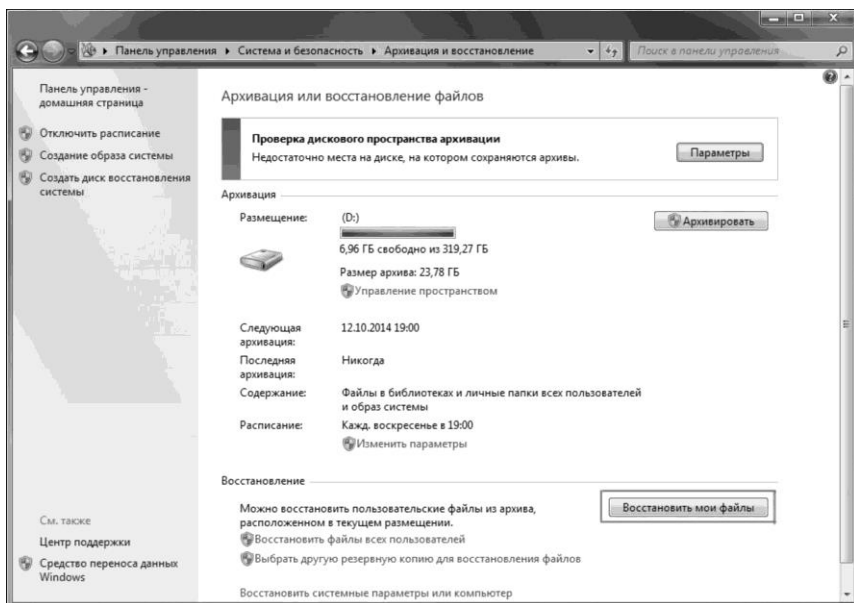 Панель управления ▸ Система и безопасность ▸ Архивация и восстановление
Поиск в панели управления
Панель управления -
домашняя страница
Отключить расписание
Создание образа системы
Создать диск восстановления
системы
Архивация или восстановление файлов
Проверка дискового пространства архивации
Недостаточно места на диске, на котором сохраняются архивы.
Параметры
Архивация
Размещение: (D:)
Архивировать
6,96 ГБ свободно из 319,27 ГБ
Размер архива: 23,78 ГБ
Управление пространством
Следующая 12.10.2014 19:00
архивация:
Последняя Никогда
архивация:
Содержание: Файлы в библиотеках и личные папки всех пользователей
и образ системы
Расписание: Кажд. воскресенье в 19:00
Изменить параметры
Восстановление
Можно восстановить пользовательские файлы из архива,
расположенном в текущем размещении.
Восстановить мои файлы
Восстановить файлы всех пользователей
Выбрать другую резервную копию для восстановления файлов
Восстановить системные параметры или компьютер
См. также
Центр поддержки
Средство переноса данных
Windows